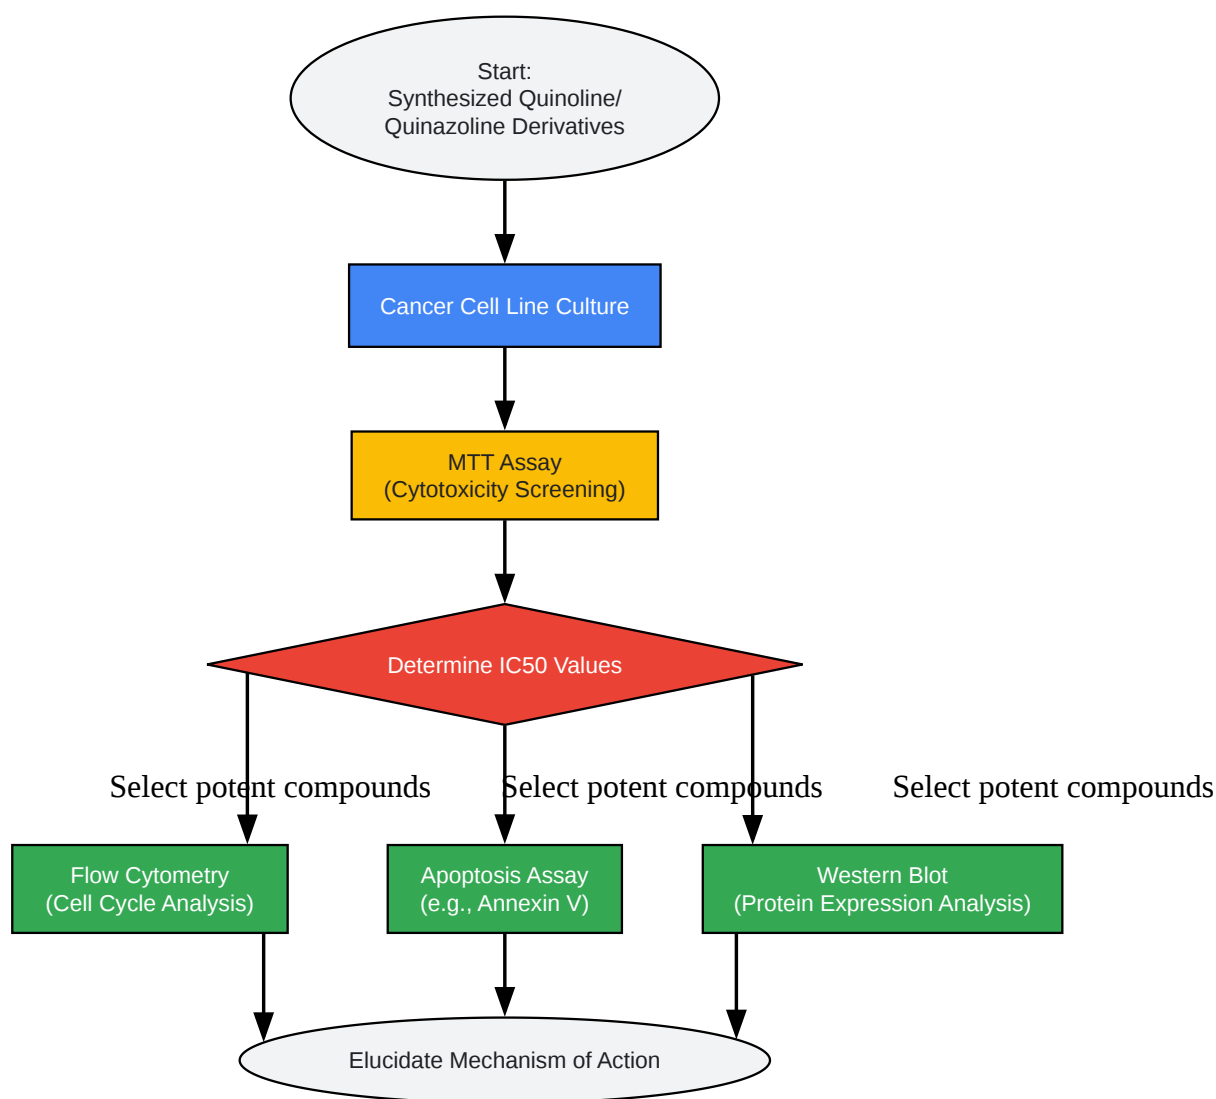 Start:
Synthesized Quinoline/
Quinazoline Derivatives
Cancer Cell Line Culture
MTT Assay
(Cytotoxicity Screening)
Determine IC50 Values
Select potent compounds
Select potent compounds
Select potent compounds
Flow Cytometry
(Cell Cycle Analysis)
Apoptosis Assay
(e.g., Annexin V)
Western Blot
(Protein Expression Analysis)
Elucidate Mechanism of Action